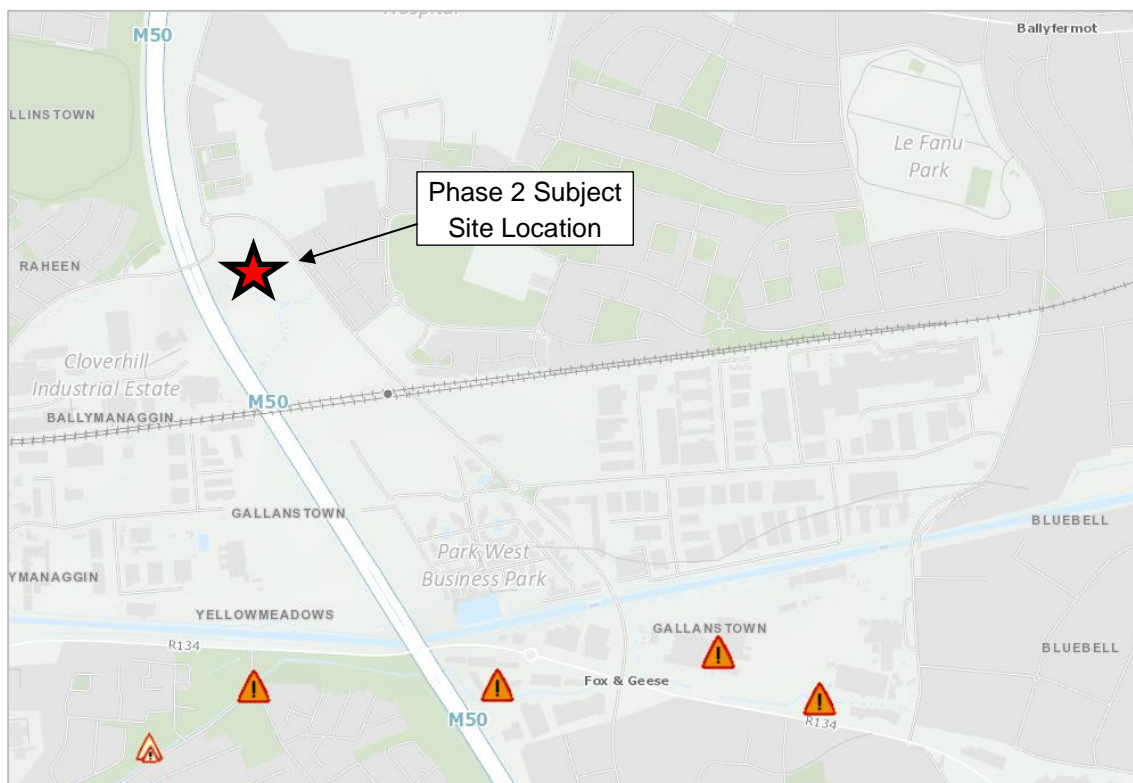 Hospital
M50
Ballyfermot
LLINSTOWN
Le Fanu
Park
Phase 2 Subject
Site Location
RAHEEN
Cloverhill
Industrial Estate
M50
BALLYMANAGGIN
GALLANSTOWN
BLUEBELL
Park West
Business Park
YMANAGGIN
YELLOWMEADOWS
GALLANSTOWN
R134
BLUEBELL
Fox & Geese
M50
R134